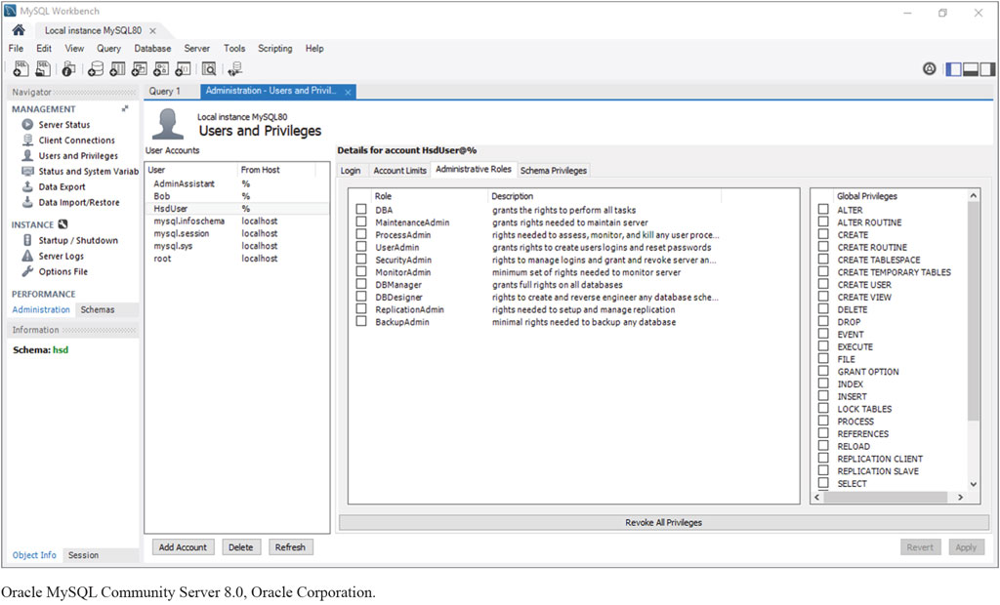 MySQL Workbench
Local instance MySQL80
File Edit View Query Database Server Tools Scripting Help
Navigator
MANAGEMENT
Server Status
Client Connections
Users and Privileges
Status and System Variab
Data Export
Data Import/Restore
INSTANCE
Startup / Shutdown
Server Logs
Options File
PERFORMANCE
Administration Schemas
Information
Schema: hsd
Object Info Session
Query 1 Administration - Users and Privil...
Local instance MySQL80
Users and Privileges
User Accounts
User From Host
AdminAssistant %
Bob %
HsdUser %
mysql.infoschema localhost
mysql.session localhost
mysql.sys localhost
root localhost
Add Account Delete Refresh
Details for account HsdUser@%
Login Account Limits Administrative Roles Schema Privileges
Role Description
DBA grants the rights to perform all tasks
MaintenanceAdmin grants rights needed to maintain server
ProcessAdmin rights needed to assess, monitor, and kill any user proce...
UserAdmin grants rights to create users logins and reset passwords
SecurityAdmin rights to manage logins and grant and revoke server an...
MonitorAdmin minimum set of rights needed to monitor server
DBManager grants full rights on all databases
DBDesigner rights to create and reverse engineer any database sche...
ReplicationAdmin rights needed to setup and manage replication
BackupAdmin minimal rights needed to backup any database
Global Privileges
ALTER
ALTER ROUTINE
CREATE
CREATE ROUTINE
CREATE TABLESPACE
CREATE TEMPORARY TABLES
CREATE USER
CREATE VIEW
DELETE
DROP
EVENT
EXECUTE
FILE
GRANT OPTION
INDEX
INSERT
LOCK TABLES
PROCESS
REFERENCES
RELOAD
REPLICATION CLIENT
REPLICATION SLAVE
SELECT
Revoke All Privileges
Revert Apply
Oracle MySQL Community Server 8.0, Oracle Corporation.